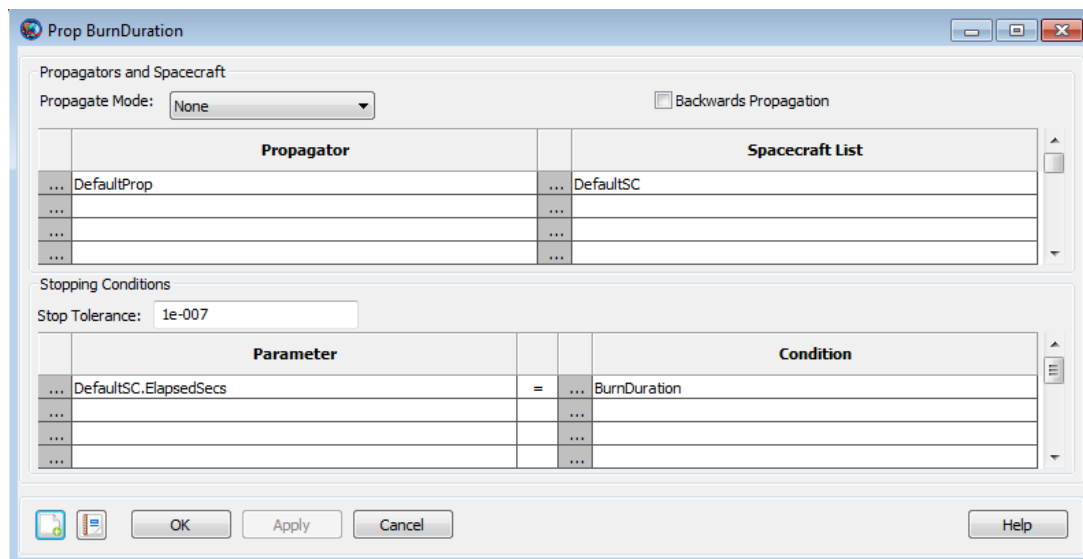 Prop BurnDuration
Propagators and Spacecraft
Propagate Mode: None Backwards Propagation
Propagator Spacecraft List
... DefaultProp ... DefaultSC
... ...
... ...
... ...
Stopping Conditions
Stop Tolerance: 1e-007
Parameter Condition
... DefaultSC.ElapsedSecs = ... BurnDuration
... ...
... ...
... ...
OK Apply Cancel Help